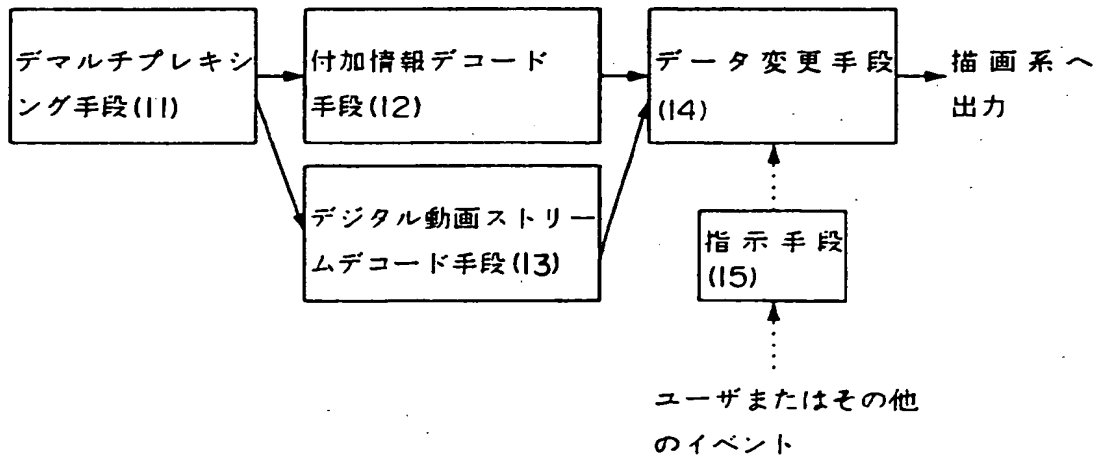 デマルチプレキシ
ング手段(11)
付加情報デコード
手段(12)
データ変更手段
(14)
描画系へ
出力
デジタル動画ストリー
ムデコード手段(13)
指示手段
(15)
ユーザまたはその他
のイベント